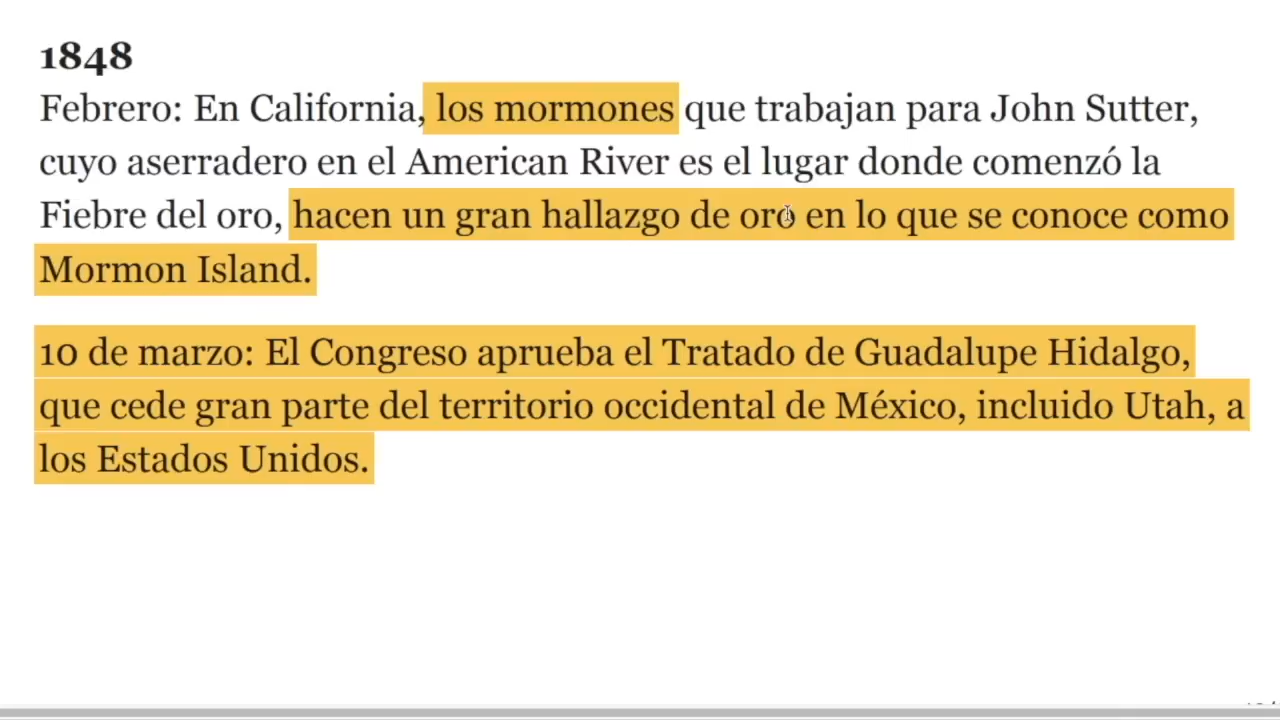 1848
Febrero: En California, los mormones que trabajan para John Sutter,
cuyo aserradero en el American River es el lugar donde comenzó la
Fiebre del oro, hacen un gran hallazgo de oro en lo que se conoce como
Mormon Island.
10 de marzo: El Congreso aprueba el Tratado de Guadalupe Hidalgo,
que cede gran parte del territorio occidental de México, incluido Utah, a
los Estados Unidos.